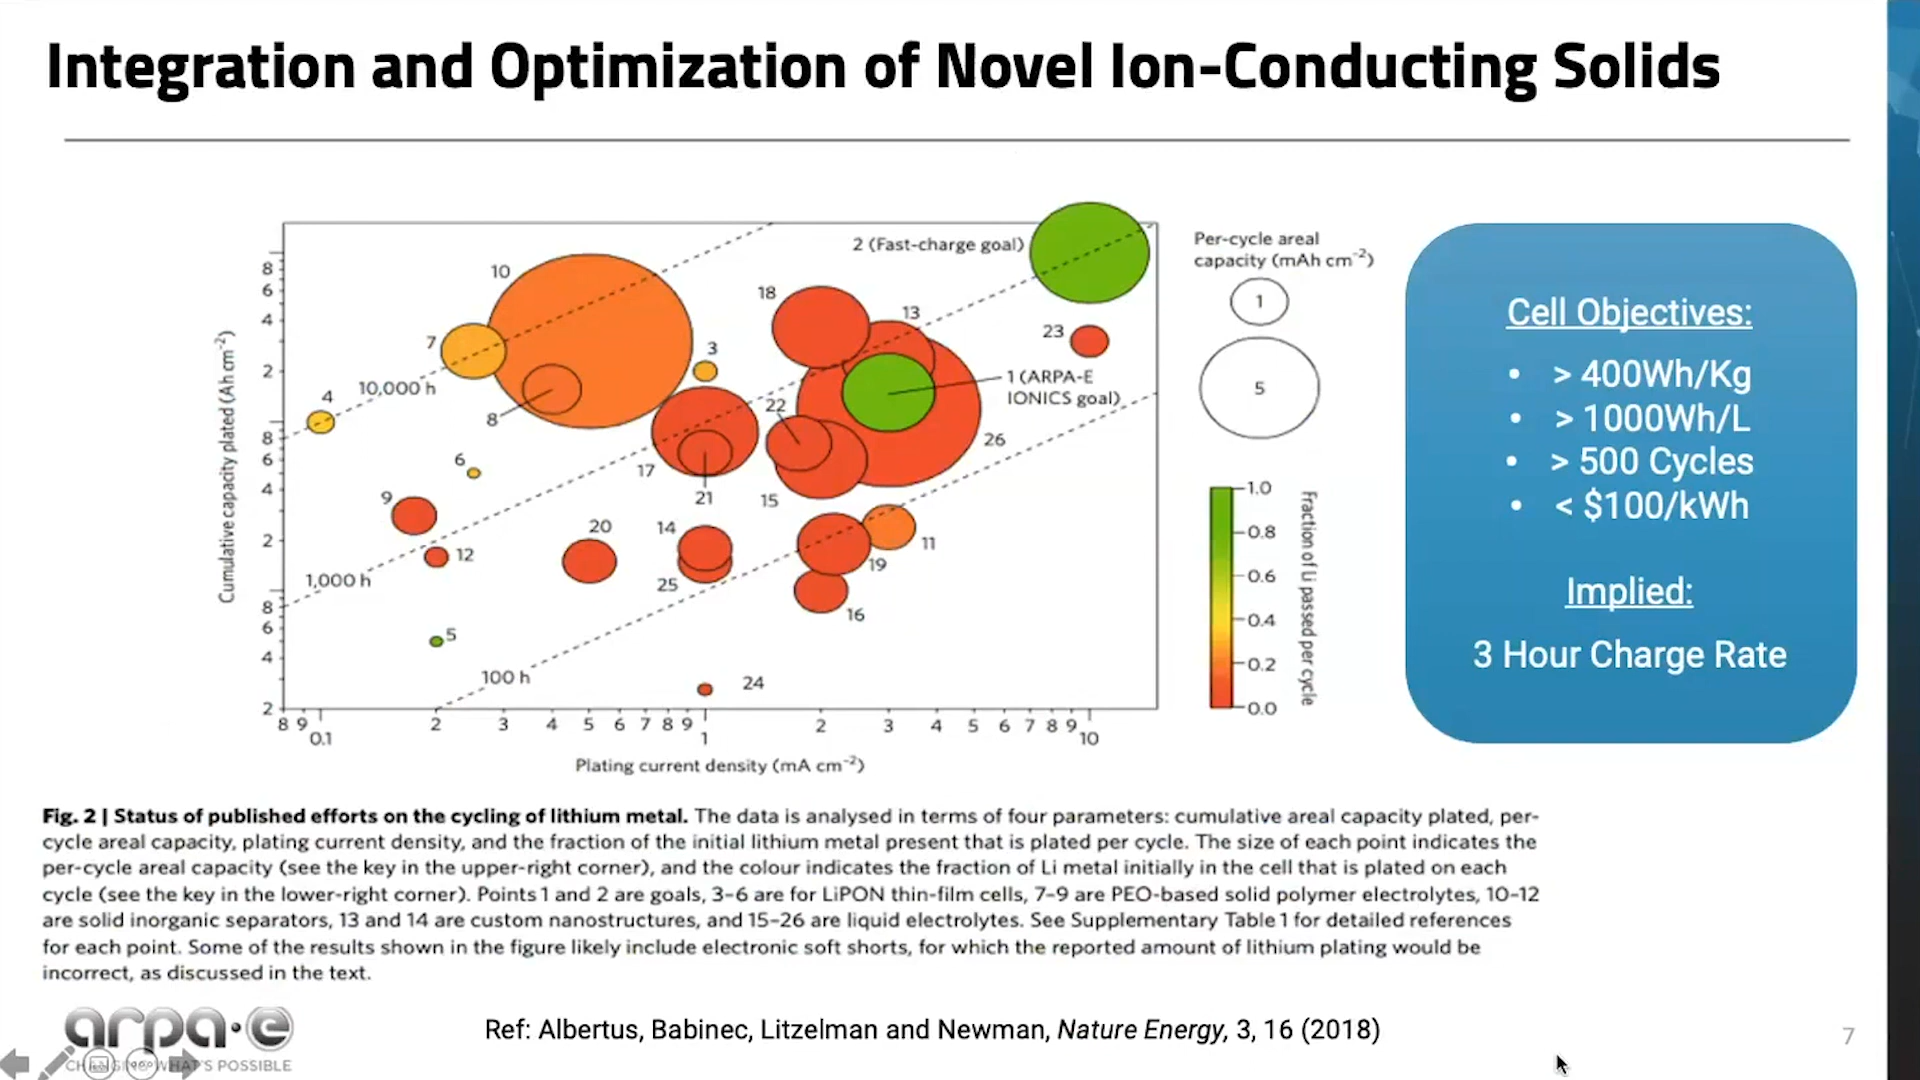 Integration and Optimization of Novel Ion-Conducting Solids
Cumulative capacity plated (Ah cm⁻²)
8
6
4
2
8
6
4
2
8
6
4
2
8 9
0.1
2 3 4 5 6 7 8 9
1
2 3 4 5 6 7 8 9
10
Plating current density (mA cm⁻²)
10,000 h
1,000 h
100 h
2 (Fast-charge goal)
10
18
13
7
3
23
4
8
22
1 (ARPA-E
IONICS goal)
26
6
17
9
21
15
20
14
12
11
25
19
16
5
24
Per-cycle areal
capacity (mAh cm⁻²)
1
5
1.0
0.8
0.6
0.4
0.2
0.0
Fraction of Li passed per cycle
Cell Objectives:
• > 400Wh/Kg
• > 1000Wh/L
• > 500 Cycles
• < $100/kWh
Implied:
3 Hour Charge Rate
Fig. 2 | Status of published efforts on the cycling of lithium metal. The data is analysed in terms of four parameters: cumulative areal capacity plated, per-
cycle areal capacity, plating current density, and the fraction of the initial lithium metal present that is plated per cycle. The size of each point indicates the
per-cycle areal capacity (see the key in the upper-right corner), and the colour indicates the fraction of Li metal initially in the cell that is plated on each
cycle (see the key in the lower-right corner). Points 1 and 2 are goals, 3–6 are for LiPON thin-film cells, 7–9 are PEO-based solid polymer electrolytes, 10–12
are solid inorganic separators, 13 and 14 are custom nanostructures, and 15–26 are liquid electrolytes. See Supplementary Table 1 for detailed references
for each point. Some of the results shown in the figure likely include electronic soft shorts, for which the reported amount of lithium plating would be
incorrect, as discussed in the text.
arpa·e
CHANGING WHAT'S POSSIBLE
Ref: Albertus, Babinec, Litzelman and Newman, Nature Energy, 3, 16 (2018)
7